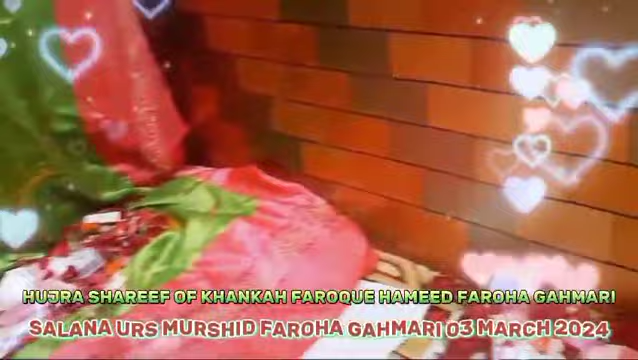 HUJRA SHAREEF OF KHANKAH FAROQUE HAMEED FAROHA GAHMARI
SALANA URS MURSHID FAROHA GAHMARI 03 MARCH 2024